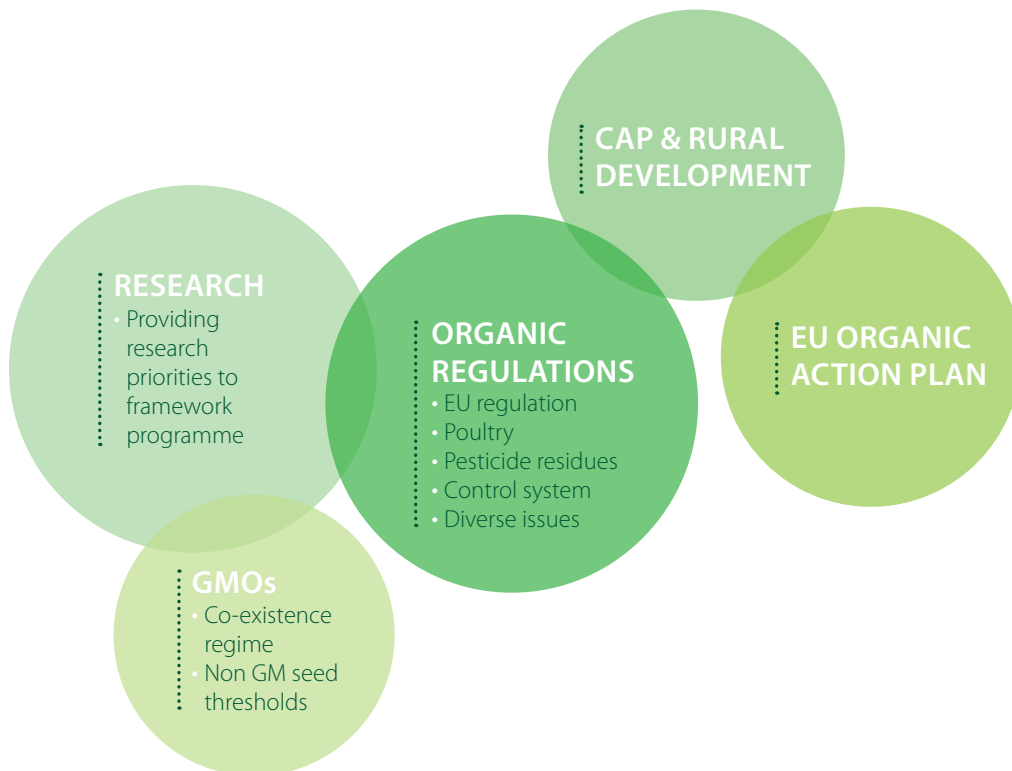 CAP & RURAL
DEVELOPMENT
RESEARCH
• Providing
research
priorities to
framework
programme
ORGANIC
REGULATIONS
• EU regulation
• Poultry
• Pesticide residues
• Control system
• Diverse issues
EU ORGANIC
ACTION PLAN
GMOs
• Co-existence
regime
• Non GM seed
thresholds